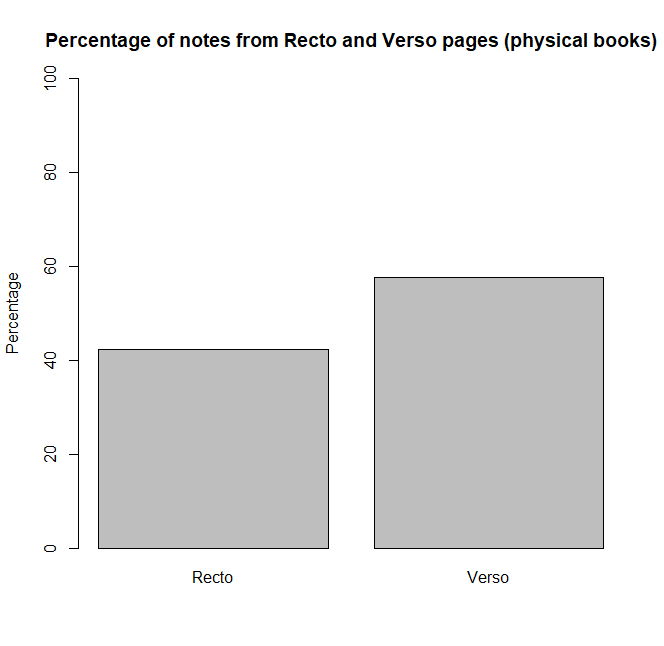 Percentage of notes from Recto and Verso pages (physical books)
100
80
60
40
20
0
Percentage
Recto Verso